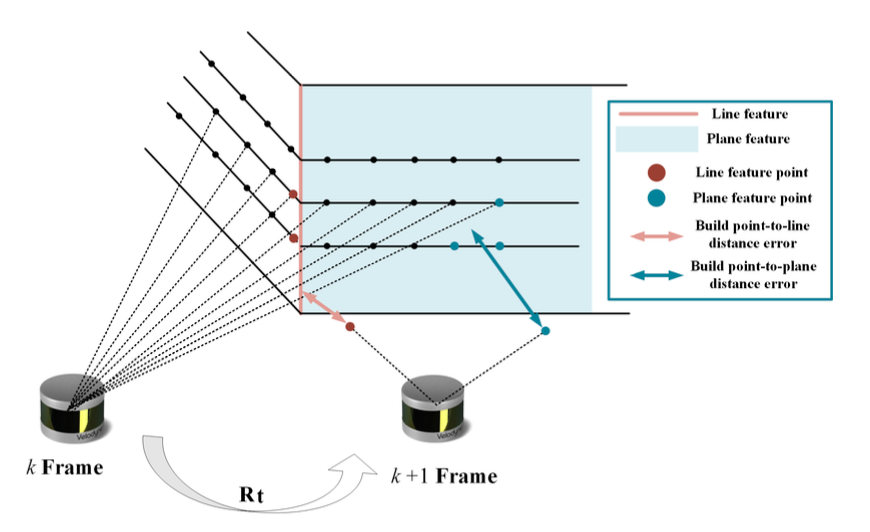 Line feature
Plane feature
Line feature point
Plane feature point
Build point-to-line
distance error
Build point-to-plane
distance error
Velodyne
k Frame
k+1 Frame
Rt